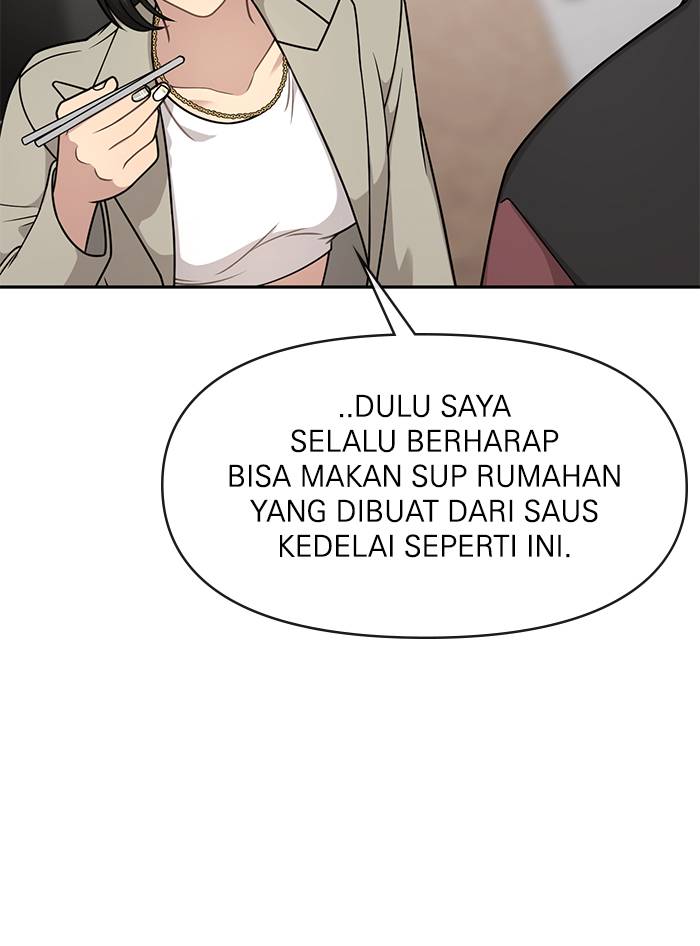 ..DULU SAYA
SELALU BERHARAP
BISA MAKAN SUP RUMAHAN
YANG DIBUAT DARI SAUS
KEDELAI SEPERTI INI.